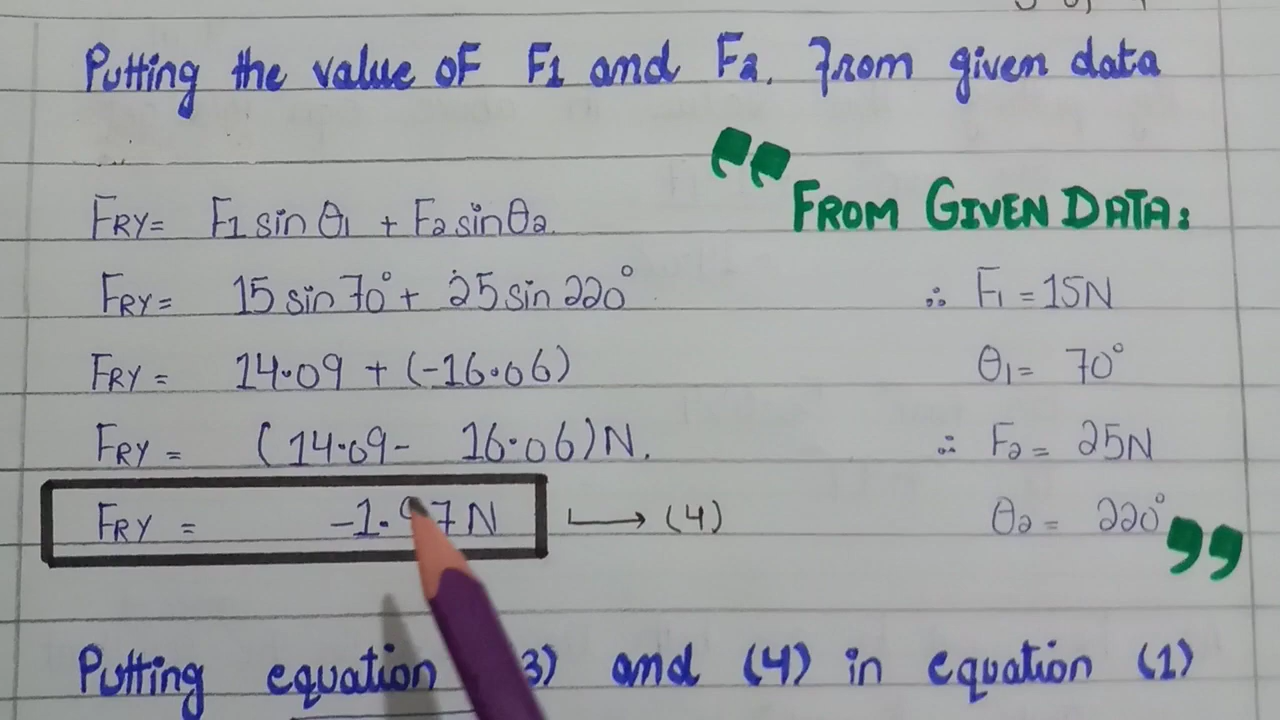 Putting the value of F1 and F2. From given data
“
FROM GIVEN DATA:
FRY= F1 sin θ1 + F2 sin θ2.
FRY= 15 sin 70° + 25 sin 220°
∴ F1 = 15N
FRY = 14.09 + (-16.06)
θ1= 70°
FRY = (14.09- 16.06)N.
∴ F2 = 25N
FRY = -1.97N → (4)
θ2 = 220°
”
Putting equation 3) and (4) in equation (1)